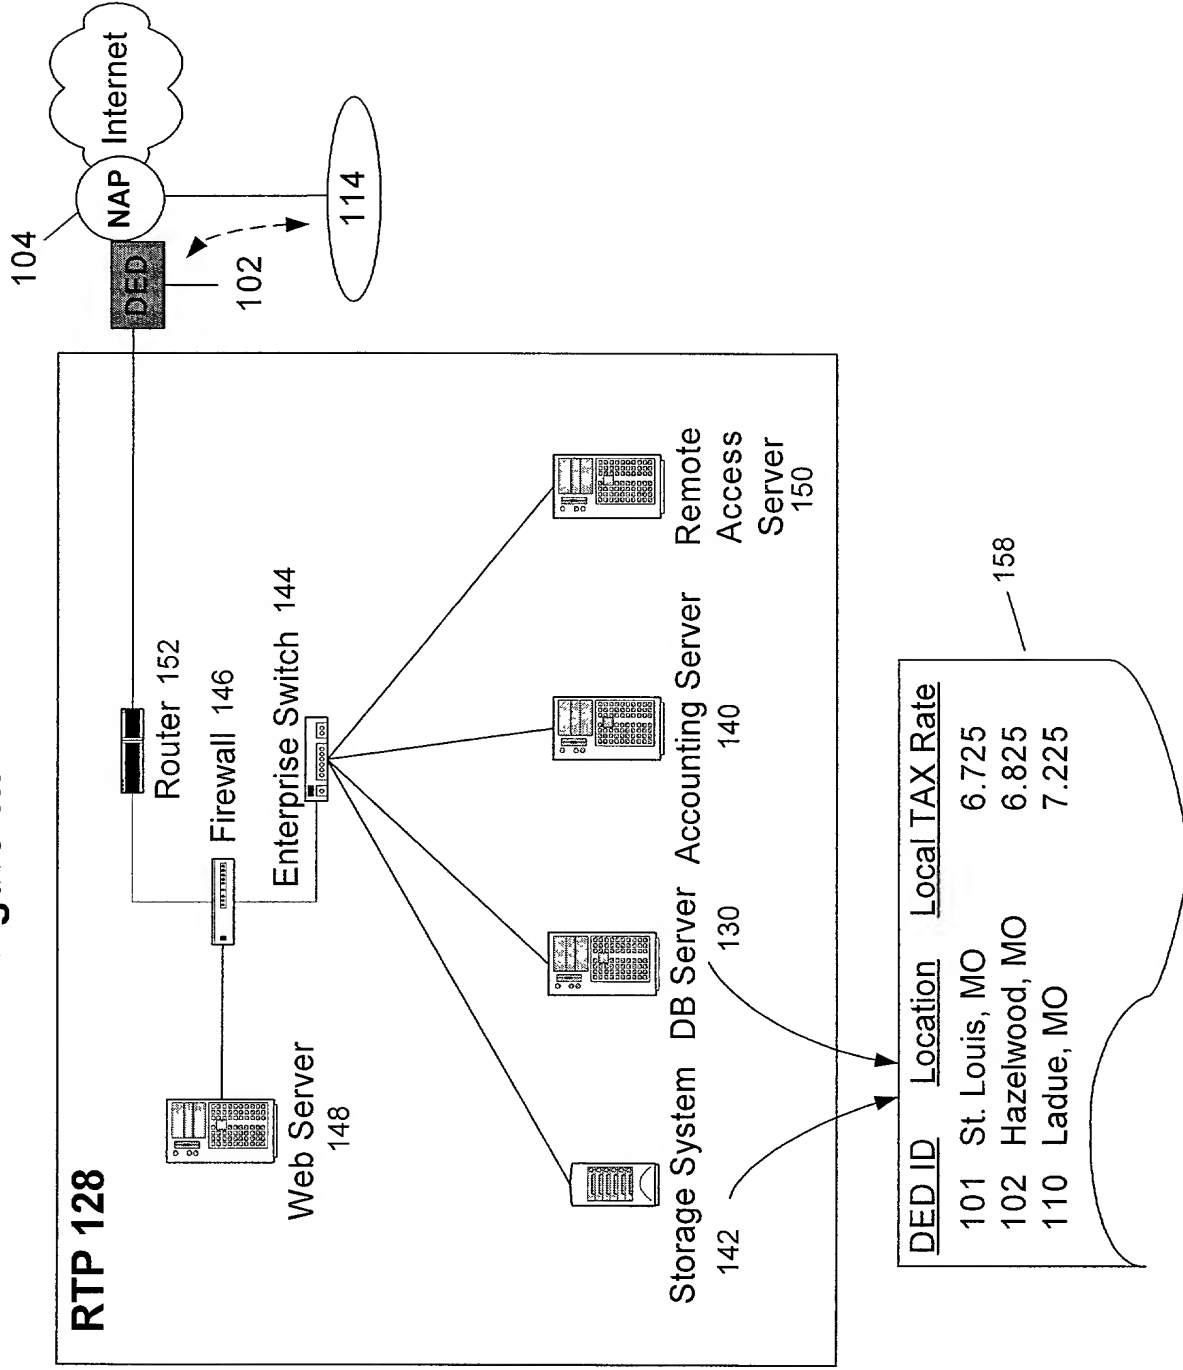 RTP 128
Web Server
148
Router 152
Firewall 146
Enterprise Switch 144
Storage System
142
DB Server
130
Accounting Server
140
Remote
Access
Server
150
DED
102
104
NAP
Internet
114
DED ID Location Local TAX Rate
101 St. Louis, MO 6.725
102 Hazelwood, MO 6.825
110 Ladue, MO 7.225
158